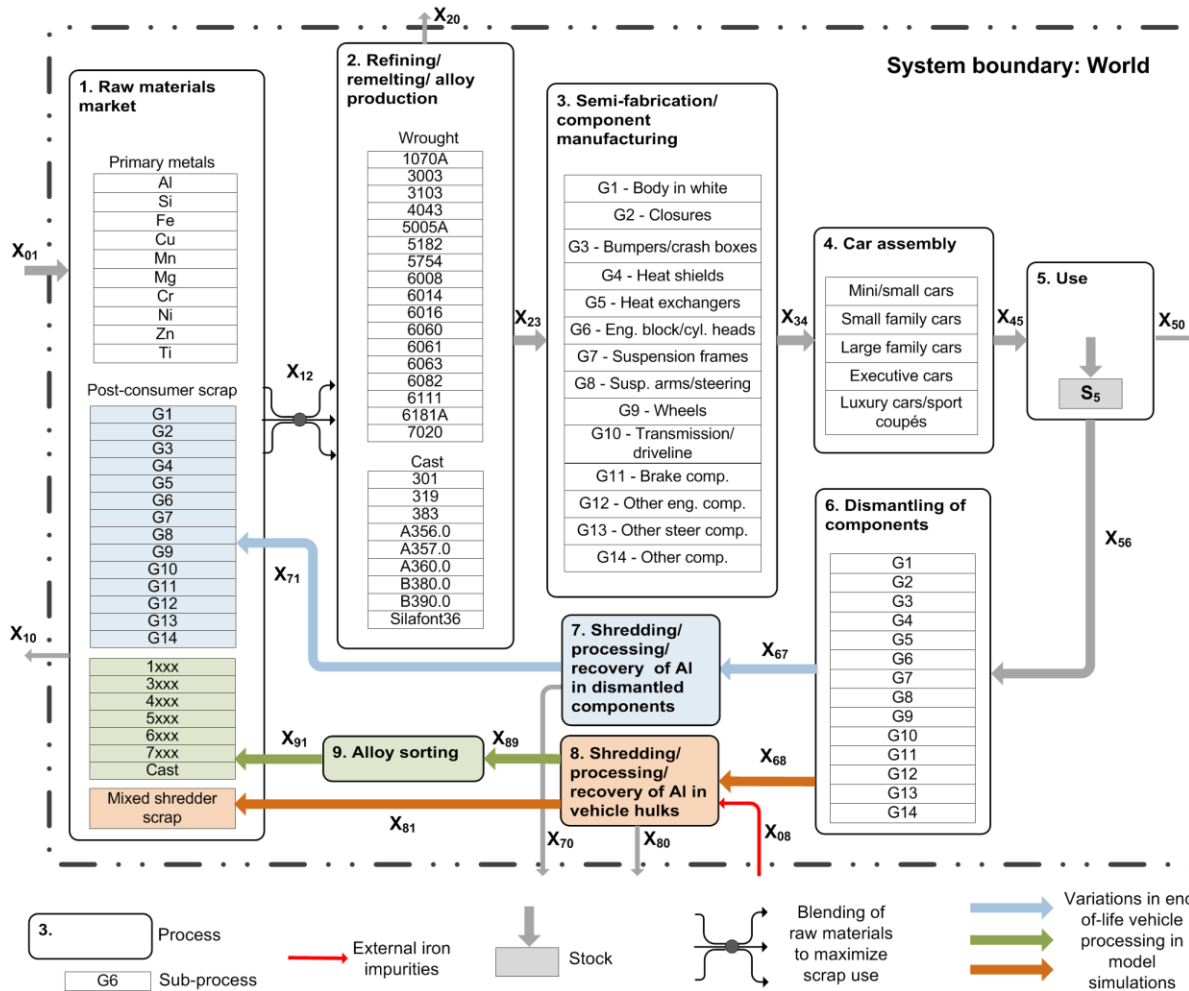 X20
System boundary: World
1. Raw materials
market
Primary metals
Al
Si
Fe
Cu
Mn
Mg
Cr
Ni
Zn
Ti
Post-consumer scrap
G1
G2
G3
G4
G5
G6
G7
G8
G9
G10
G11
G12
G13
G14
1xxx
3xxx
4xxx
5xxx
6xxx
7xxx
Cast
Mixed shredder
scrap
X01
X10
X12
2. Refining/
remelting/ alloy
production
Wrought
1070A
3003
3103
4043
5005A
5182
5754
6008
6014
6016
6060
6061
6063
6082
6111
6181A
7020
Cast
301
319
383
A356.0
A357.0
A360.0
B380.0
B390.0
Silafont36
X23
3. Semi-fabrication/
component
manufacturing
G1 - Body in white
G2 - Closures
G3 - Bumpers/crash boxes
G4 - Heat shields
G5 - Heat exchangers
G6 - Eng. block/cyl. heads
G7 - Suspension frames
G8 - Susp. arms/steering
G9 - Wheels
G10 - Transmission/
driveline
G11 - Brake comp.
G12 - Other eng. comp.
G13 - Other steer comp.
G14 - Other comp.
X34
4. Car assembly
Mini/small cars
Small family cars
Large family cars
Executive cars
Luxury cars/sport
coupés
X45
5. Use
S5
X50
X56
6. Dismantling of
components
G1
G2
G3
G4
G5
G6
G7
G8
G9
G10
G11
G12
G13
G14
X67
7. Shredding/
processing/
recovery of Al
in dismantled
components
X71
X68
8. Shredding/
processing/
recovery of Al in
vehicle hulks
X89
9. Alloy sorting
X91
X81
X70
X80
X08
3.
Process
G6
Sub-process
External iron
impurities
Stock
Blending of
raw materials
to maximize
scrap use
Variations in end
of-life vehicle
processing in
model
simulations